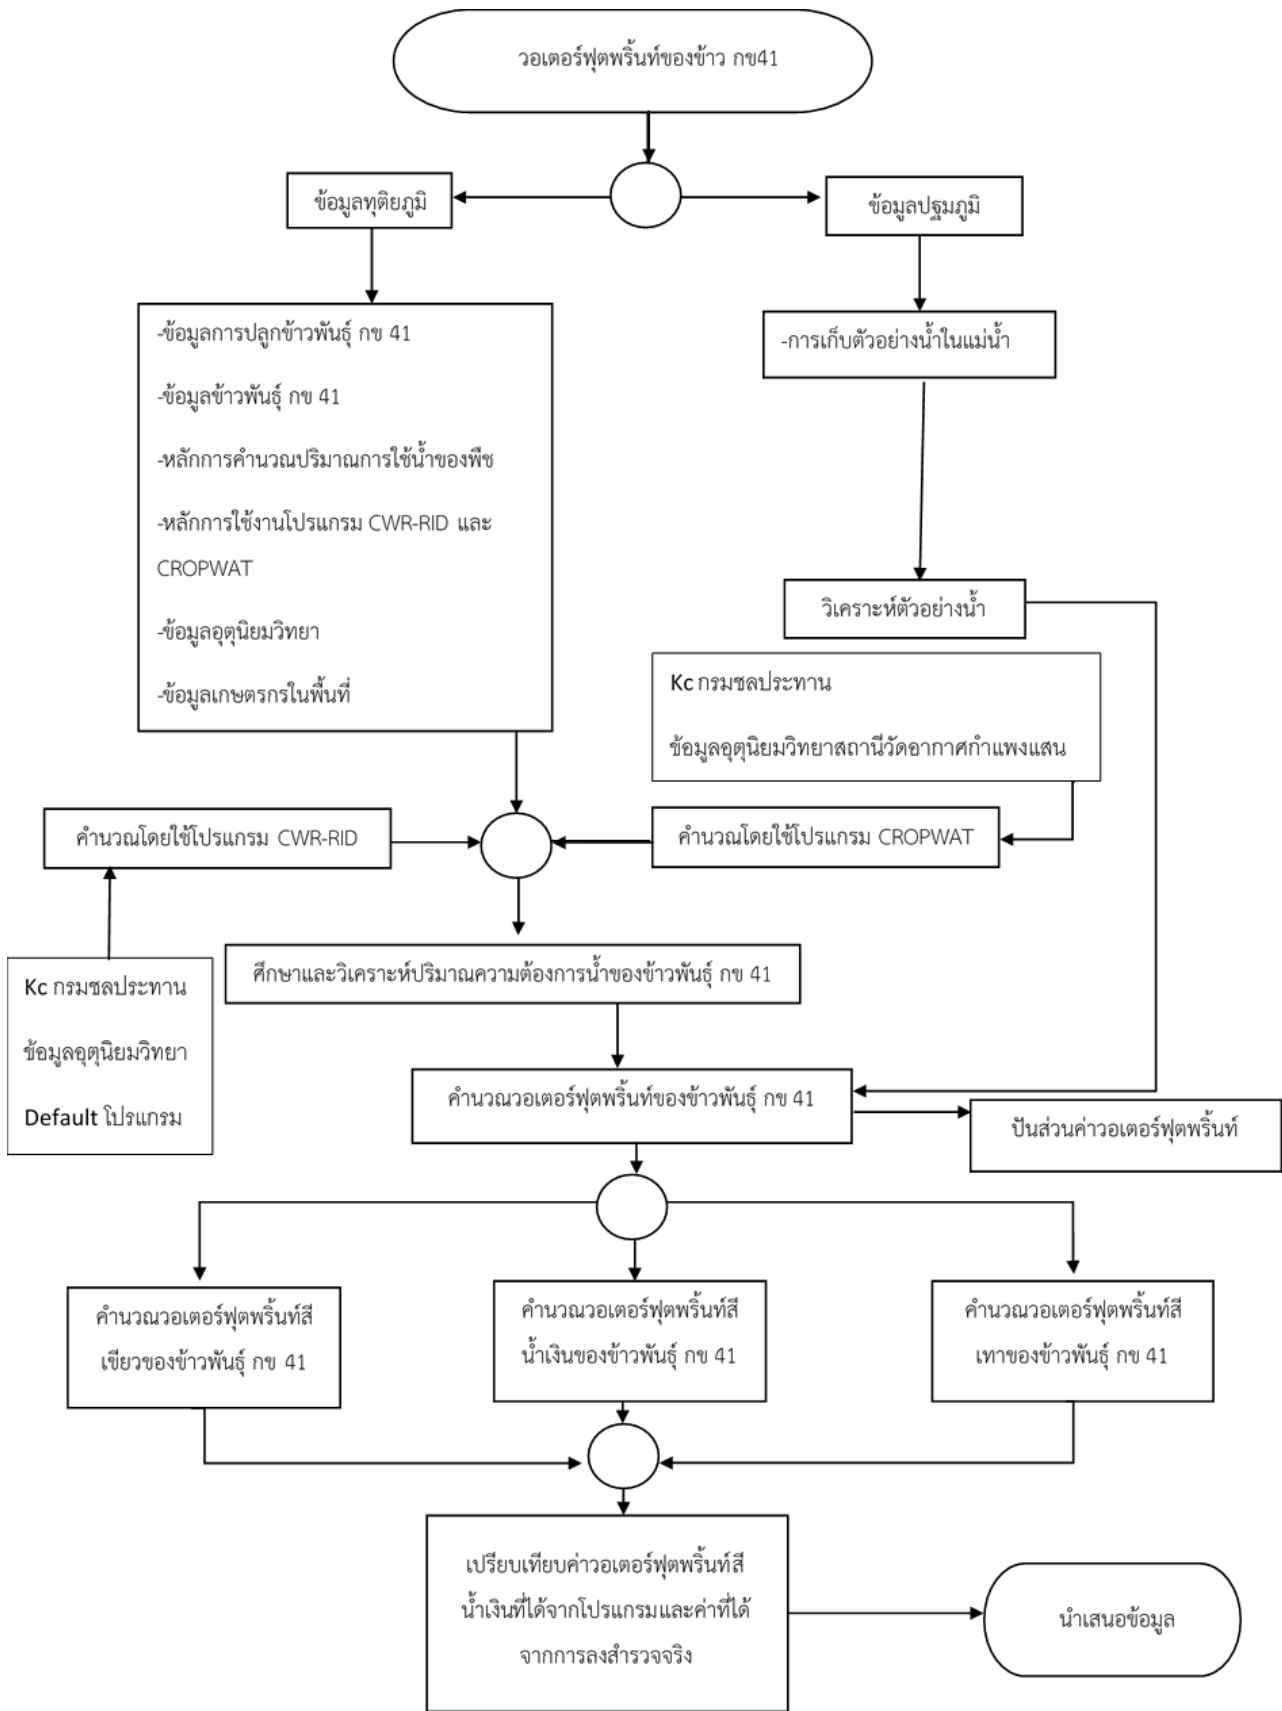 วอเตอร์ฟุตพริ้นท์ของข้าว กข41
ข้อมูลทุติยภูมิ
ข้อมูลปฐมภูมิ
-ข้อมูลการปลูกข้าวพันธุ์ กข 41
-ข้อมูลข้าวพันธุ์ กข 41
-หลักการคำนวณปริมาณการใช้น้ำของพืช
-หลักการใช้งานโปรแกรม CWR-RID และ
CROPWAT
-ข้อมูลอุตุนิยมวิทยา
-ข้อมูลเกษตรกรในพื้นที่
-การเก็บตัวอย่างน้ำในแม่น้ำ
วิเคราะห์ตัวอย่างน้ำ
Kc กรมชลประทาน
ข้อมูลอุตุนิยมวิทยาสถานีวัดอากาศกำแพงแสน
คำนวณโดยใช้โปรแกรม CWR-RID
คำนวณโดยใช้โปรแกรม CROPWAT
Kc กรมชลประทาน
ข้อมูลอุตุนิยมวิทยา
Default โปรแกรม
ศึกษาและวิเคราะห์ปริมาณความต้องการน้ำของข้าวพันธุ์ กข 41
คำนวณวอเตอร์ฟุตพริ้นท์ของข้าวพันธุ์ กข 41
ปันส่วนค่าวอเตอร์ฟุตพริ้นท์
คำนวณวอเตอร์ฟุตพริ้นท์สี
เขียวของข้าวพันธุ์ กข 41
คำนวณวอเตอร์ฟุตพริ้นท์สี
น้ำเงินของข้าวพันธุ์ กข 41
คำนวณวอเตอร์ฟุตพริ้นท์สี
เทาของข้าวพันธุ์ กข 41
เปรียบเทียบค่าวอเตอร์ฟุตพริ้นท์สี
น้ำเงินที่ได้จากโปรแกรมและค่าที่ได้
จากการลงสำรวจจริง
นำเสนอข้อมูล